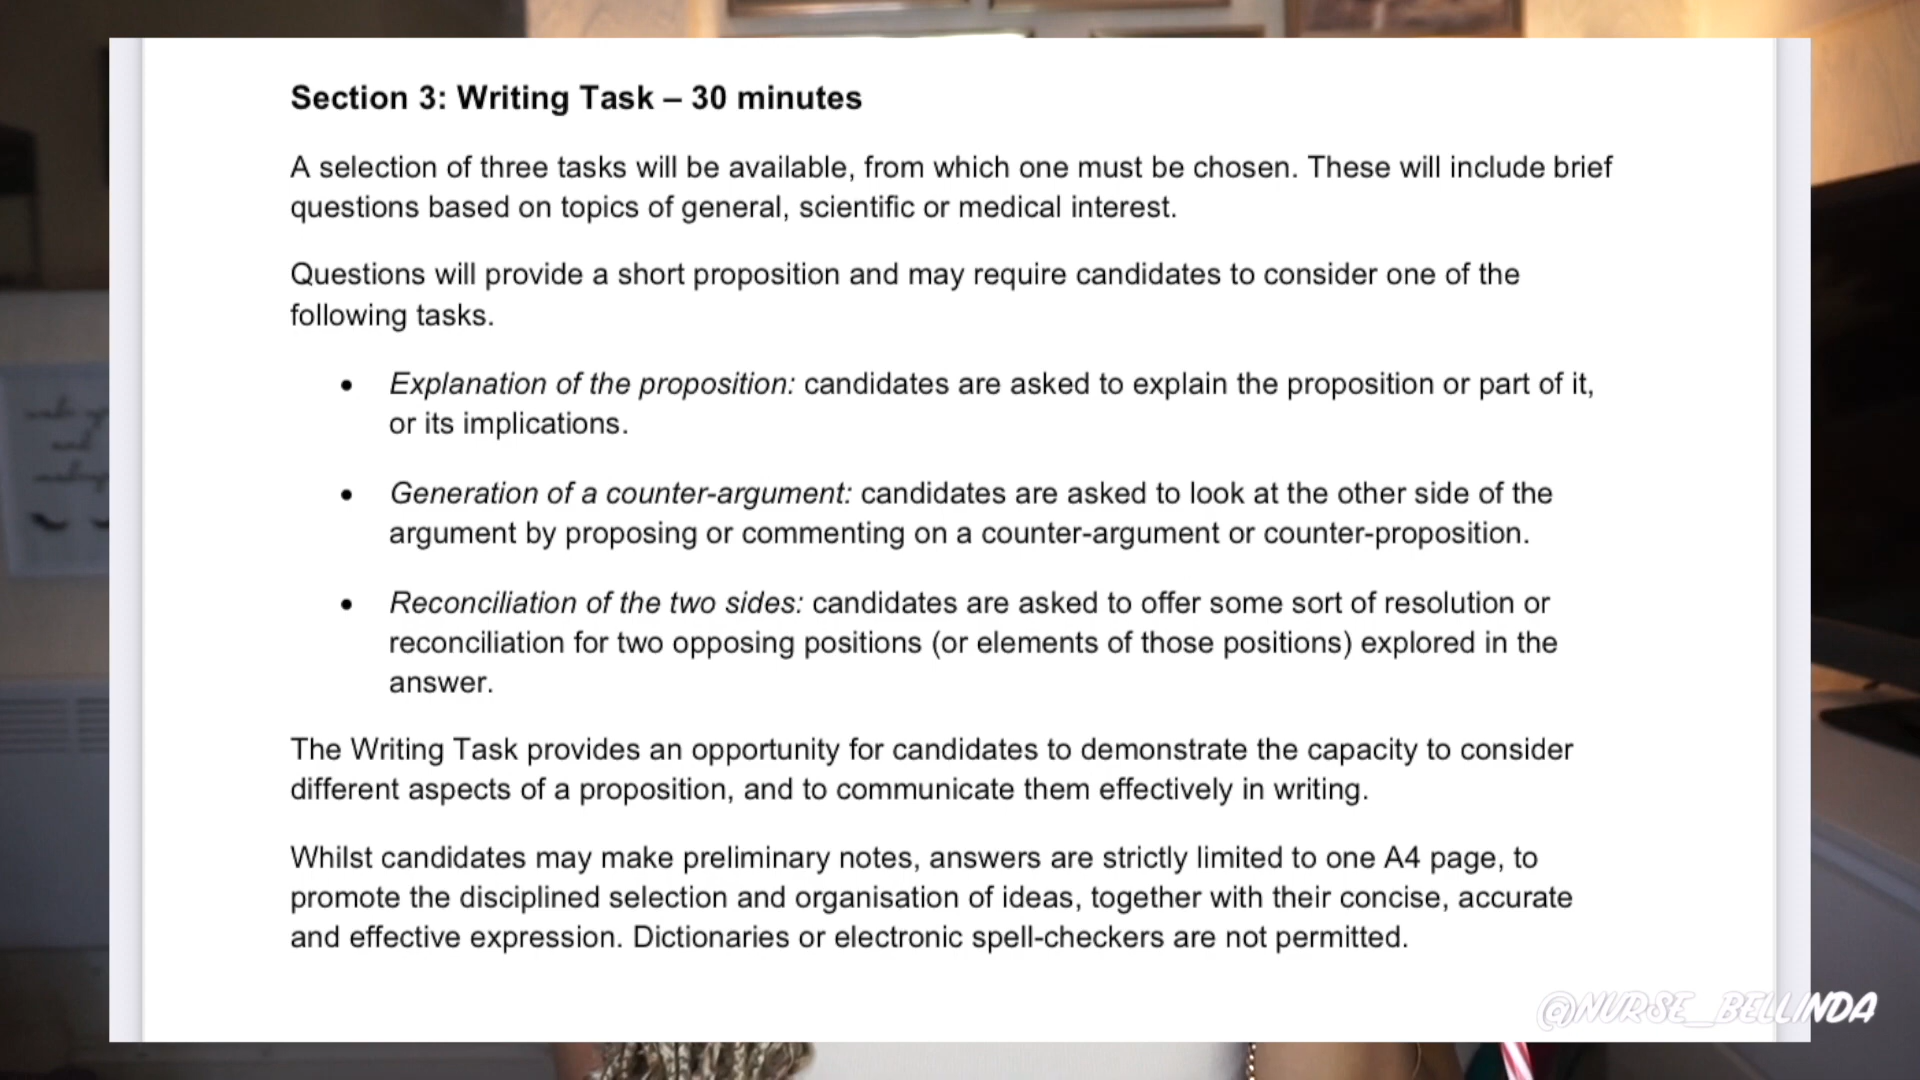 Section 3: Writing Task – 30 minutes
A selection of three tasks will be available, from which one must be chosen. These will include brief
questions based on topics of general, scientific or medical interest.
Questions will provide a short proposition and may require candidates to consider one of the
following tasks.
• Explanation of the proposition: candidates are asked to explain the proposition or part of it,
or its implications.
• Generation of a counter-argument: candidates are asked to look at the other side of the
argument by proposing or commenting on a counter-argument or counter-proposition.
• Reconciliation of the two sides: candidates are asked to offer some sort of resolution or
reconciliation for two opposing positions (or elements of those positions) explored in the
answer.
The Writing Task provides an opportunity for candidates to demonstrate the capacity to consider
different aspects of a proposition, and to communicate them effectively in writing.
Whilst candidates may make preliminary notes, answers are strictly limited to one A4 page, to
promote the disciplined selection and organisation of ideas, together with their concise, accurate
and effective expression. Dictionaries or electronic spell-checkers are not permitted.
@NURSE_BELLINDA